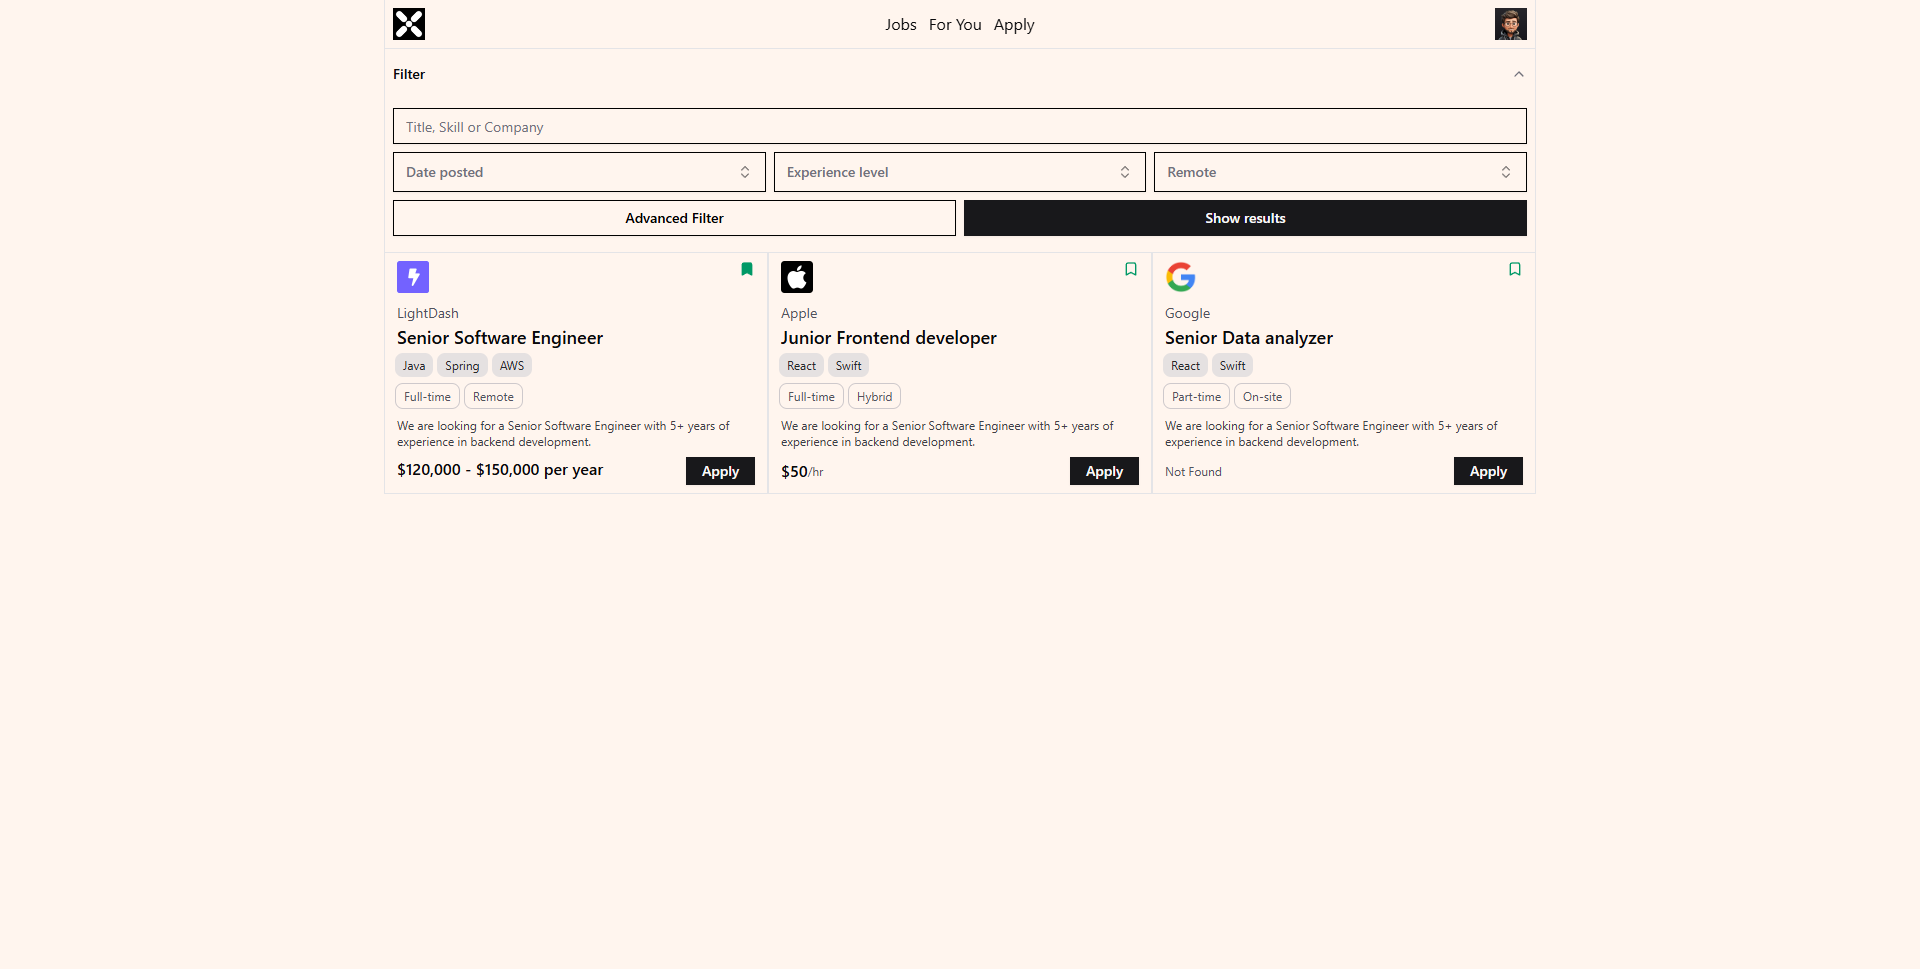 Jobs For You Apply
Filter
Title, Skill or Company
Date posted
Experience level
Remote
Advanced Filter
Show results
LightDash
Senior Software Engineer
Java Spring AWS
Full-time Remote
We are looking for a Senior Software Engineer with 5+ years of
experience in backend development.
$120,000 - $150,000 per year
Apply
Apple
Junior Frontend developer
React Swift
Full-time Hybrid
We are looking for a Senior Software Engineer with 5+ years of
experience in backend development.
$50/hr
Apply
Google
Senior Data analyzer
React Swift
Part-time On-site
We are looking for a Senior Software Engineer with 5+ years of
experience in backend development.
Not Found
Apply